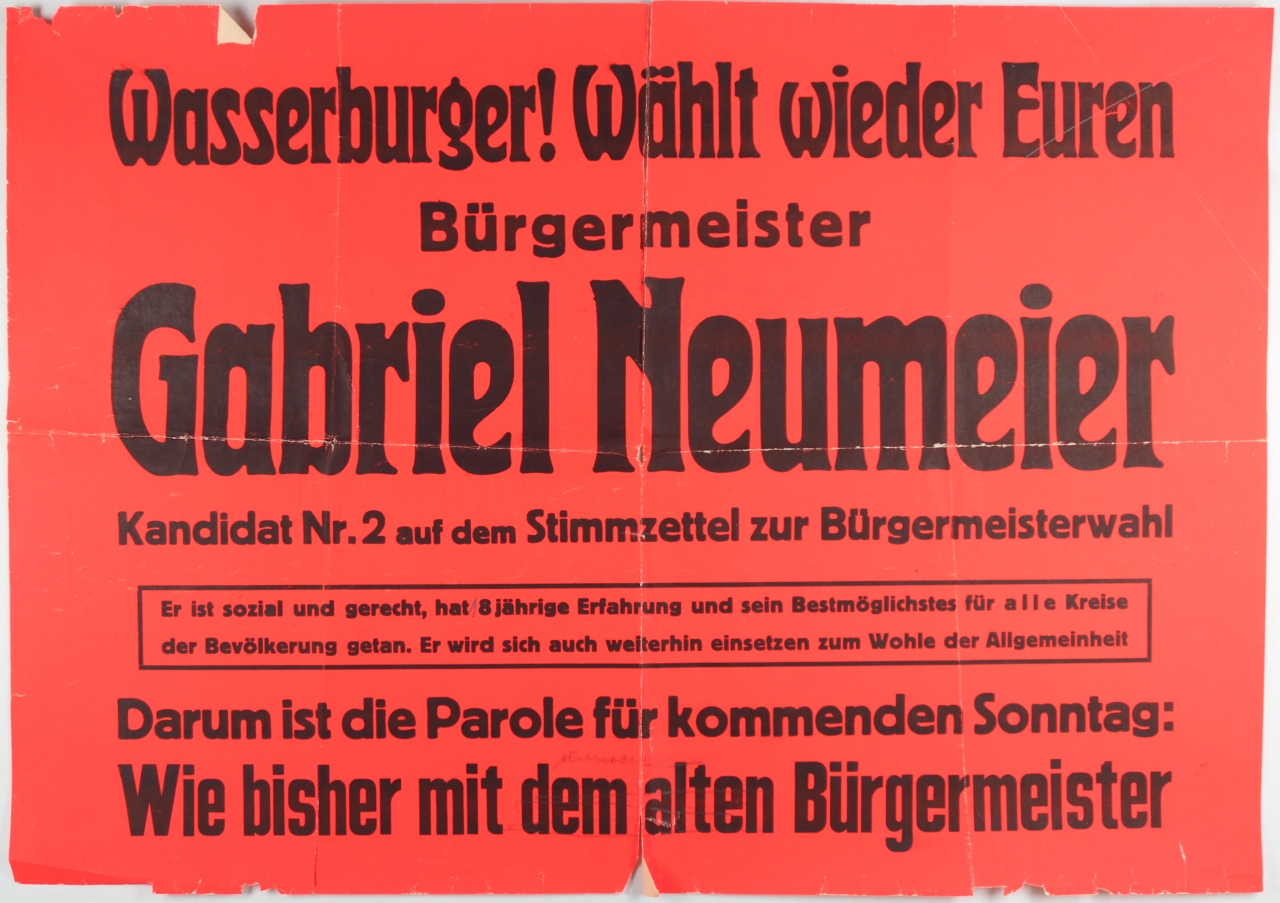 Wasserburger! Wählt wieder Euren
Bürgermeister
Gabriel Neumeier
Kandidat Nr. 2 auf dem Stimmzettel zur Bürgermeisterwahl
Er ist sozial und gerecht, hat 8 jährige Erfahrung und sein Bestmöglichstes für alle Kreise
der Bevölkerung getan. Er wird sich auch weiterhin einsetzen zum Wohle der Allgemeinheit
Darum ist die Parole für kommenden Sonntag:
Wie bisher mit dem alten Bürgermeister